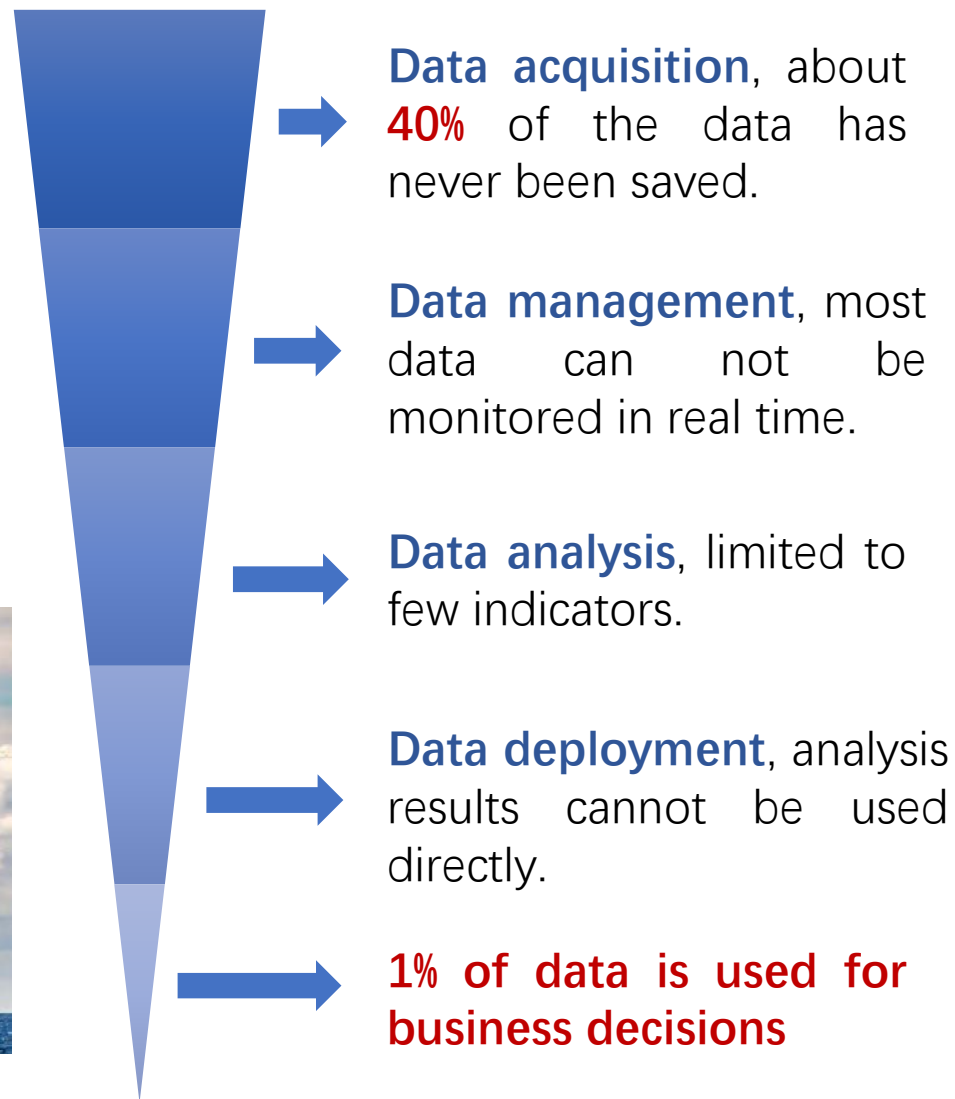 Data acquisition, about
40% of the data has
never been saved.
Data management, most
data can not be
monitored in real time.
Data analysis, limited to
few indicators.
Data deployment, analysis
results cannot be used
directly.
1% of data is used for
business decisions